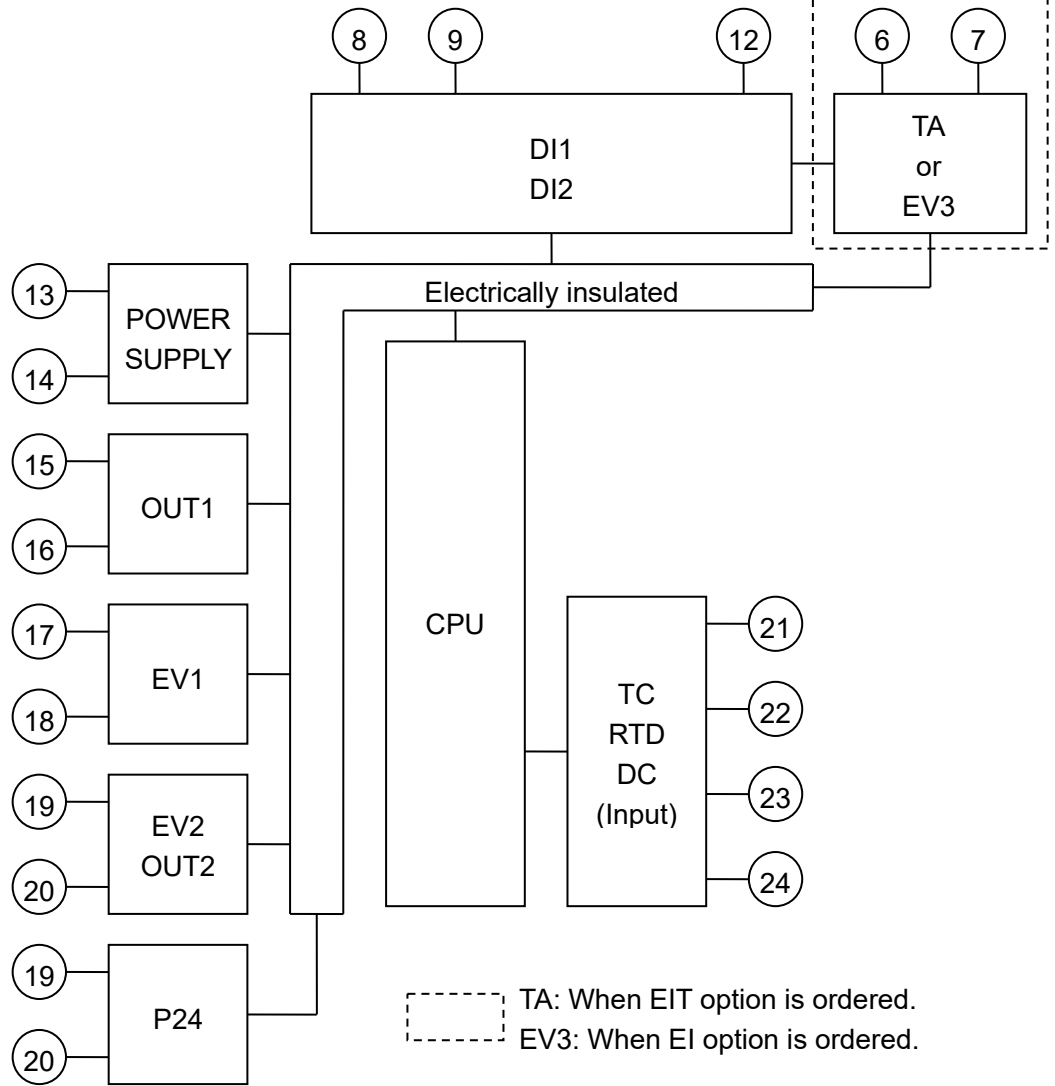 8
9
12
6
7
DI1
DI2
TA
or
EV3
Electrically insulated
13
14
POWER
SUPPLY
15
16
OUT1
17
18
EV1
19
20
EV2
OUT2
19
20
P24
CPU
TC
RTD
DC
(Input)
21
22
23
24
TA: When EIT option is ordered.
EV3: When EI option is ordered.